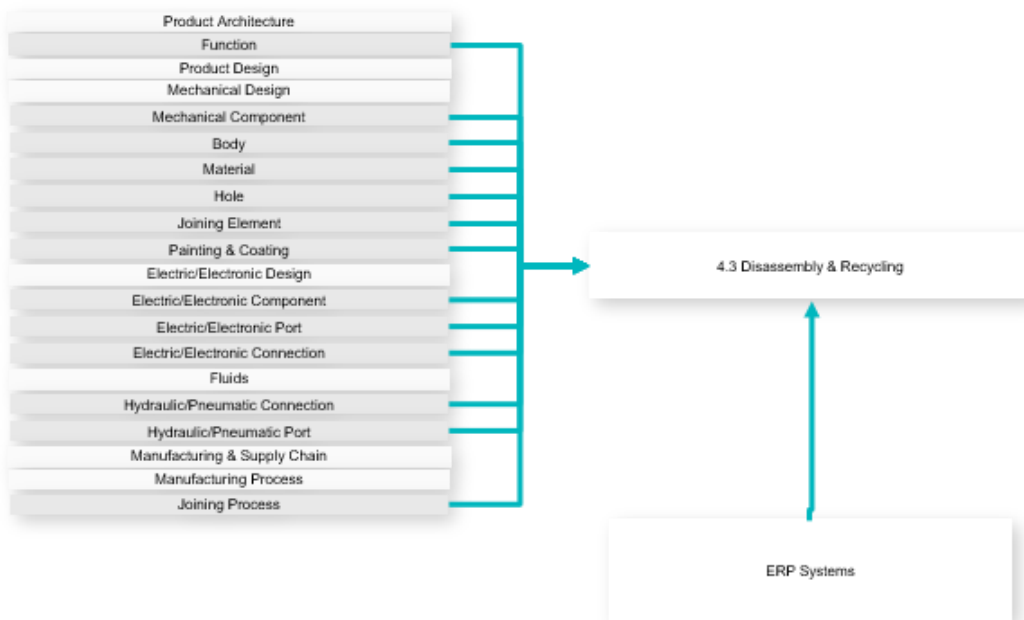 Product Architecture
Function
Product Design
Mechanical Design
Mechanical Component
Body
Material
Hole
Joining Element
Painting & Coating
Electric/Electronic Design
Electric/Electronic Component
Electric/Electronic Port
Electric/Electronic Connection
Fluids
Hydraulic/Pneumatic Connection
Hydraulic/Pneumatic Port
Manufacturing & Supply Chain
Manufacturing Process
Joining Process
4.3 Disassembly & Recycling
ERP Systems